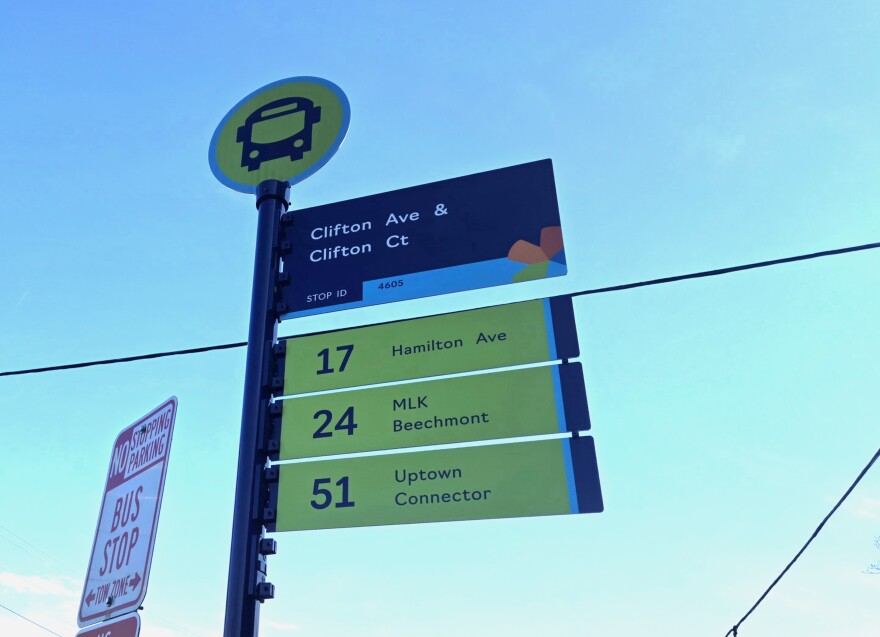 Clifton Ave &
Clifton Ct
STOP ID 4605
17 Hamilton Ave
24 MLK
Beechmont
51 Uptown
Connector
NO STOPPING
PARKING
BUS
STOP
TOW ZONE